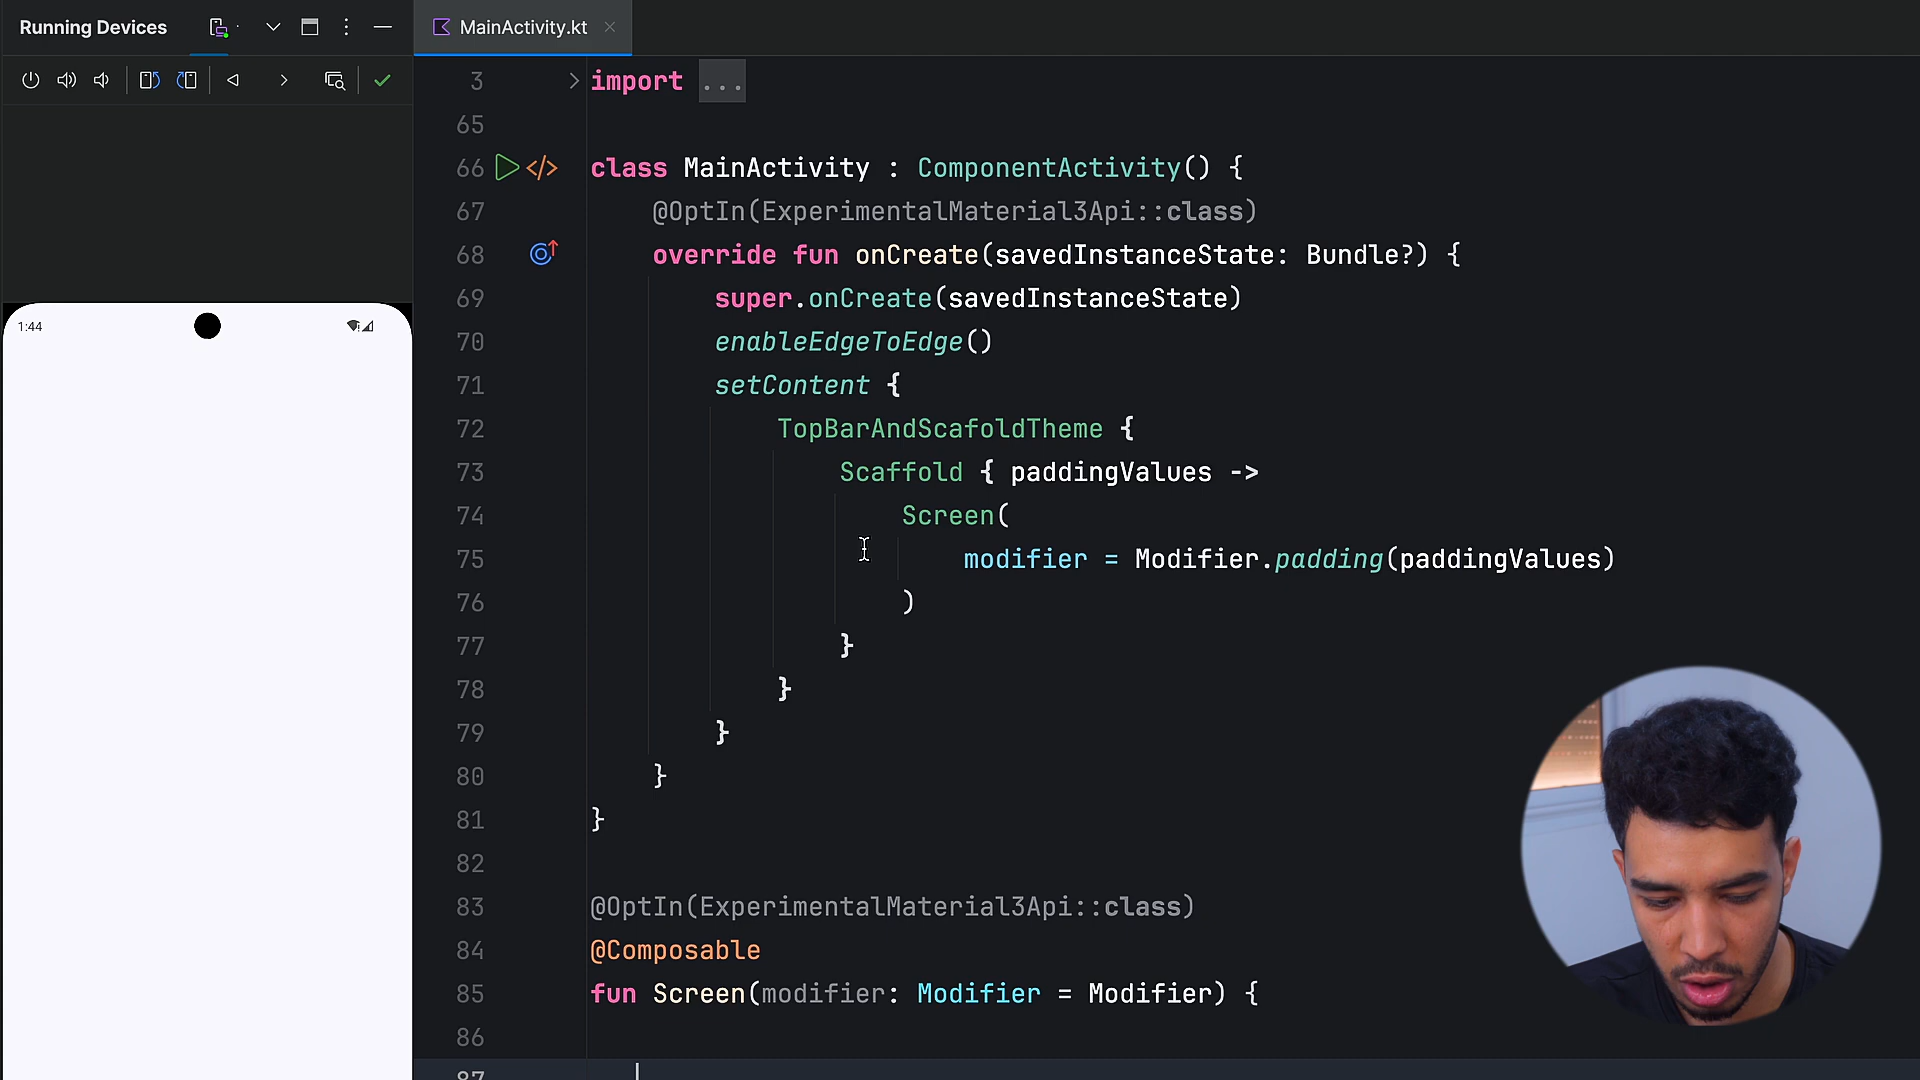 Running Devices
MainActivity.kt
1:44
3 import ...
65
66 class MainActivity : ComponentActivity() {
67 @OptIn(ExperimentalMaterial3Api::class)
68 override fun onCreate(savedInstanceState: Bundle?) {
69 super.onCreate(savedInstanceState)
70 enableEdgeToEdge()
71 setContent {
72 TopBarAndScafoldTheme {
73 Scaffold { paddingValues ->
74 Screen(
75 modifier = Modifier.padding(paddingValues)
76 )
77 }
78 }
79 }
80 }
81 }
82
83 @OptIn(ExperimentalMaterial3Api::class)
84 @Composable
85 fun Screen(modifier: Modifier = Modifier) {
86
87